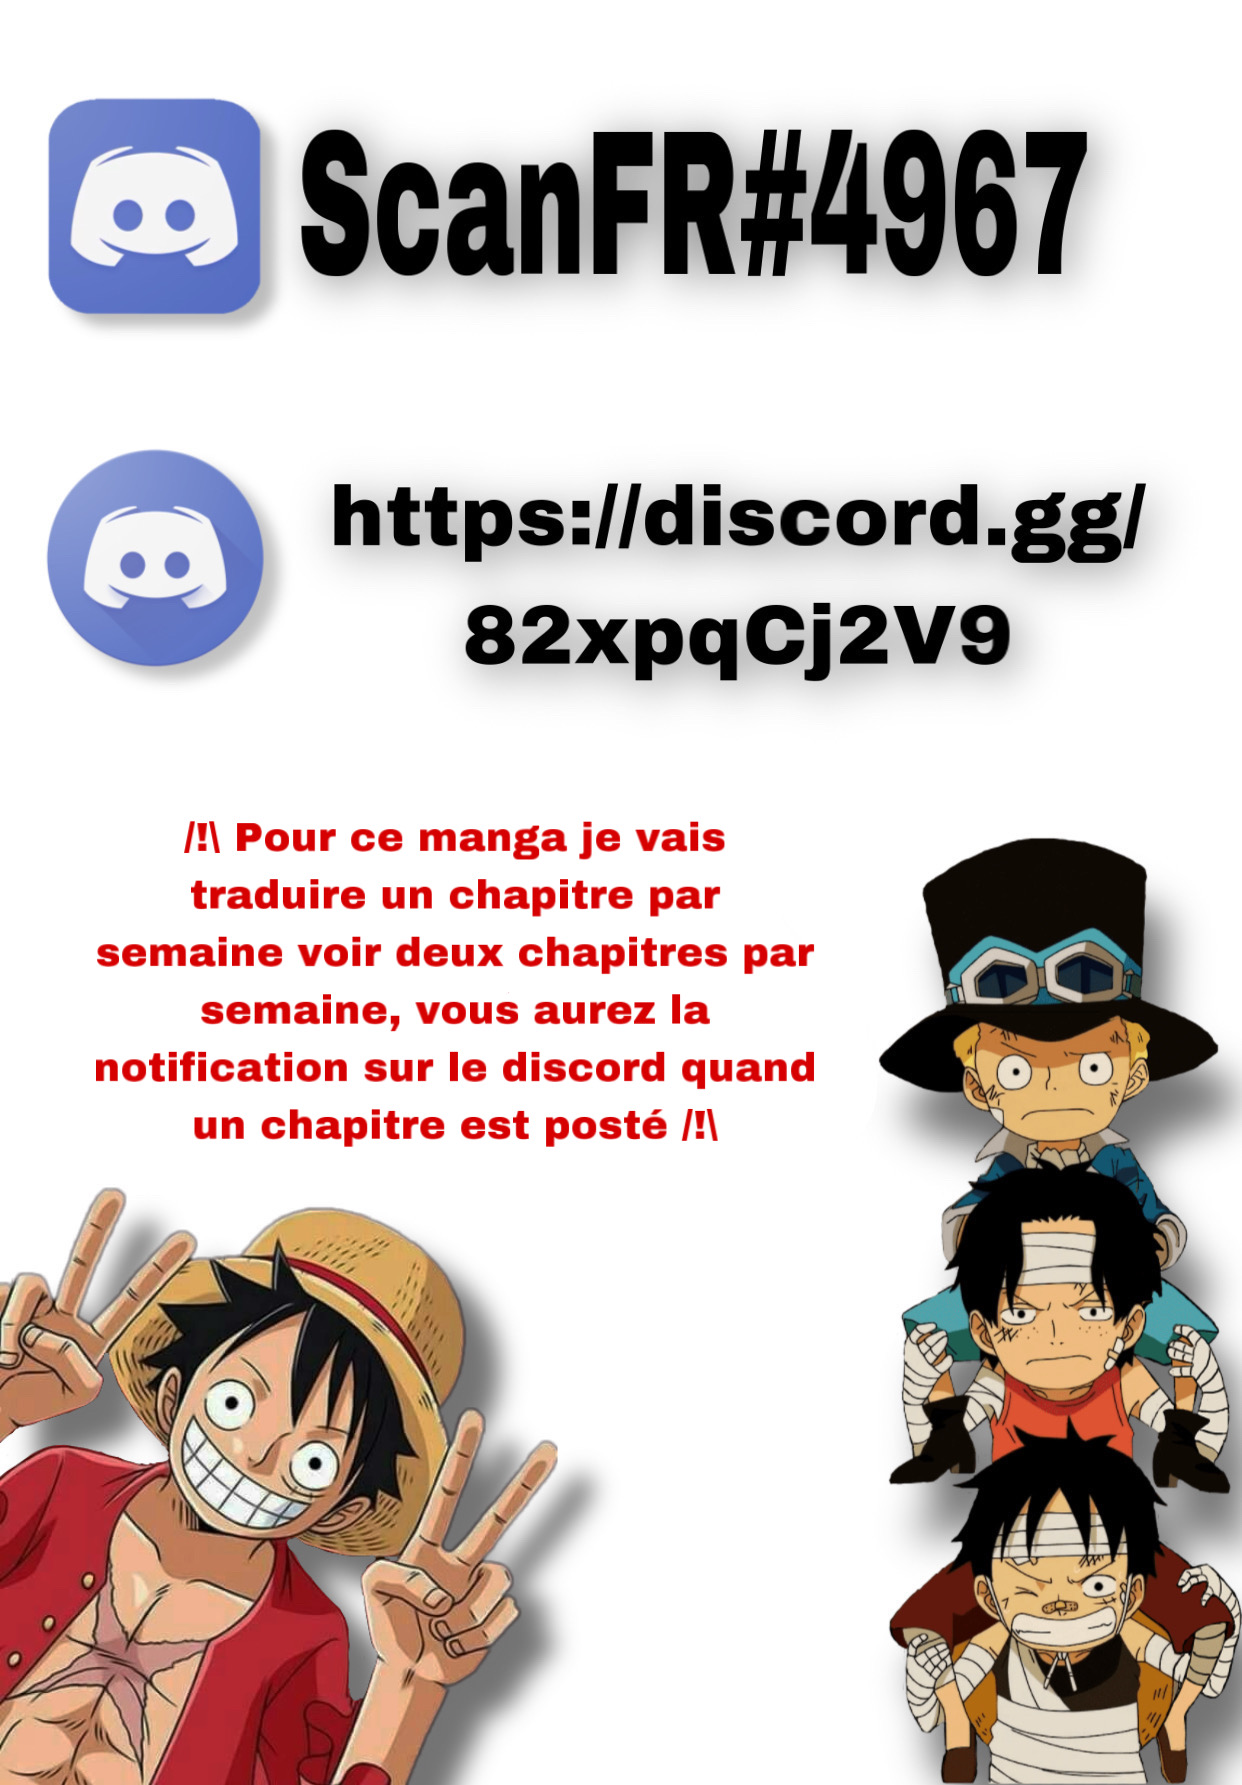 ScanFR#4967
https://discord.gg/
82xpqCj2V9
/!\ Pour ce manga je vais
traduire un chapitre par
semaine voir deux chapitres par
semaine, vous aurez la
notification sur le discord quand
un chapitre est posté /!\